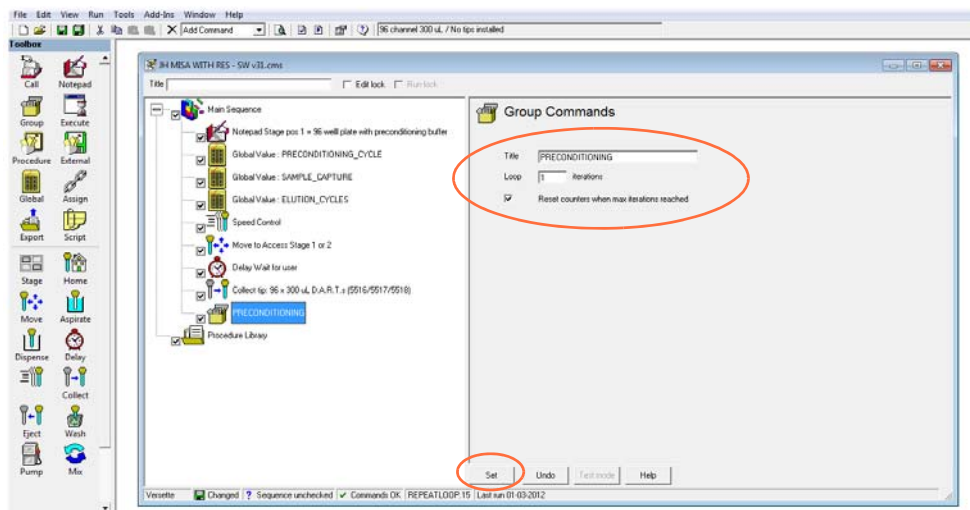 File Edit View Run Tools Add-Ins Window Help
Add Command
96 channel 300 uL / No tips installed
Toolbox
Call Notepad
Group Execute
Procedure External
Global Assign
Export Script
Stage Home
Move Aspirate
Dispense Delay
Collect
Eject Wash
Pump Mix
JH MISA WITH RES - SW v31.cms
Title Edit lock Run lock
Main Sequence
Notepad Stage pos 1 = 96 well plate with preconditioning buffer
Global Value : PRECONDITIONING_CYCLE
Global Value : SAMPLE_CAPTURE
Global Value : ELUTION_CYCLES
Speed Control
Move to Access Stage 1 or 2
Delay Wait for user
Collect tip: 96 x 300 uL D.A.R.T.s (5516/5517/5518)
PRECONDITIONING
Procedure Library
Group Commands
Title PRECONDITIONING
Loop 1 iterations
Reset counters when max iterations reached
Set Undo Test mode Help
Versette Changed ? Sequence unchecked Commands OK REPEATLOOP.15 Last run 01-03-2012